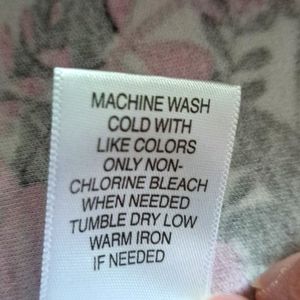 MACHINE WASH
COLD WITH
LIKE COLORS
ONLY NON-
CHLORINE BLEACH
WHEN NEEDED
TUMBLE DRY LOW
WARM IRON
IF NEEDED